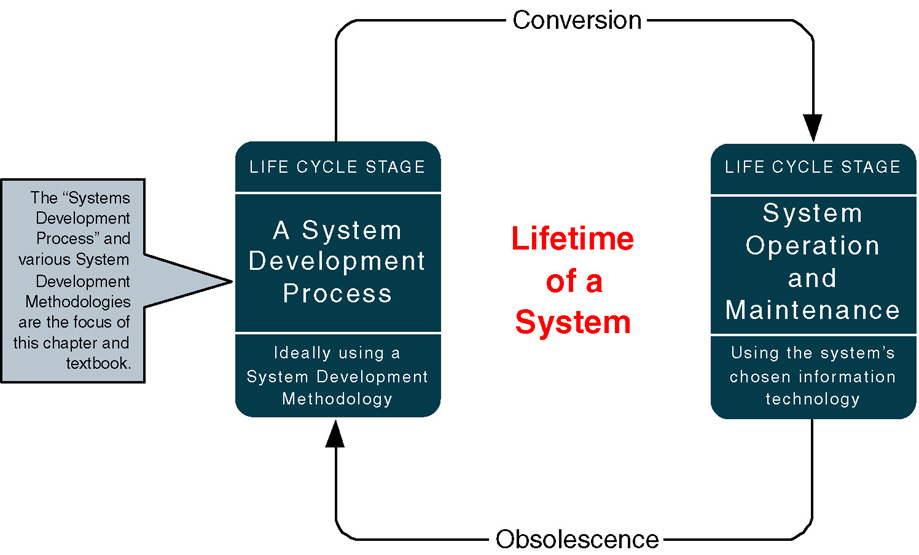 Conversion
LIFE CYCLE STAGE
A System
Development
Process
Ideally using a
System Development
Methodology
The “Systems
Development
Process” and
various System
Development
Methodologies
are the focus of
this chapter and
textbook.
Lifetime
of a
System
LIFE CYCLE STAGE
System
Operation
and
Maintenance
Using the system’s
chosen information
technology
Obsolescence